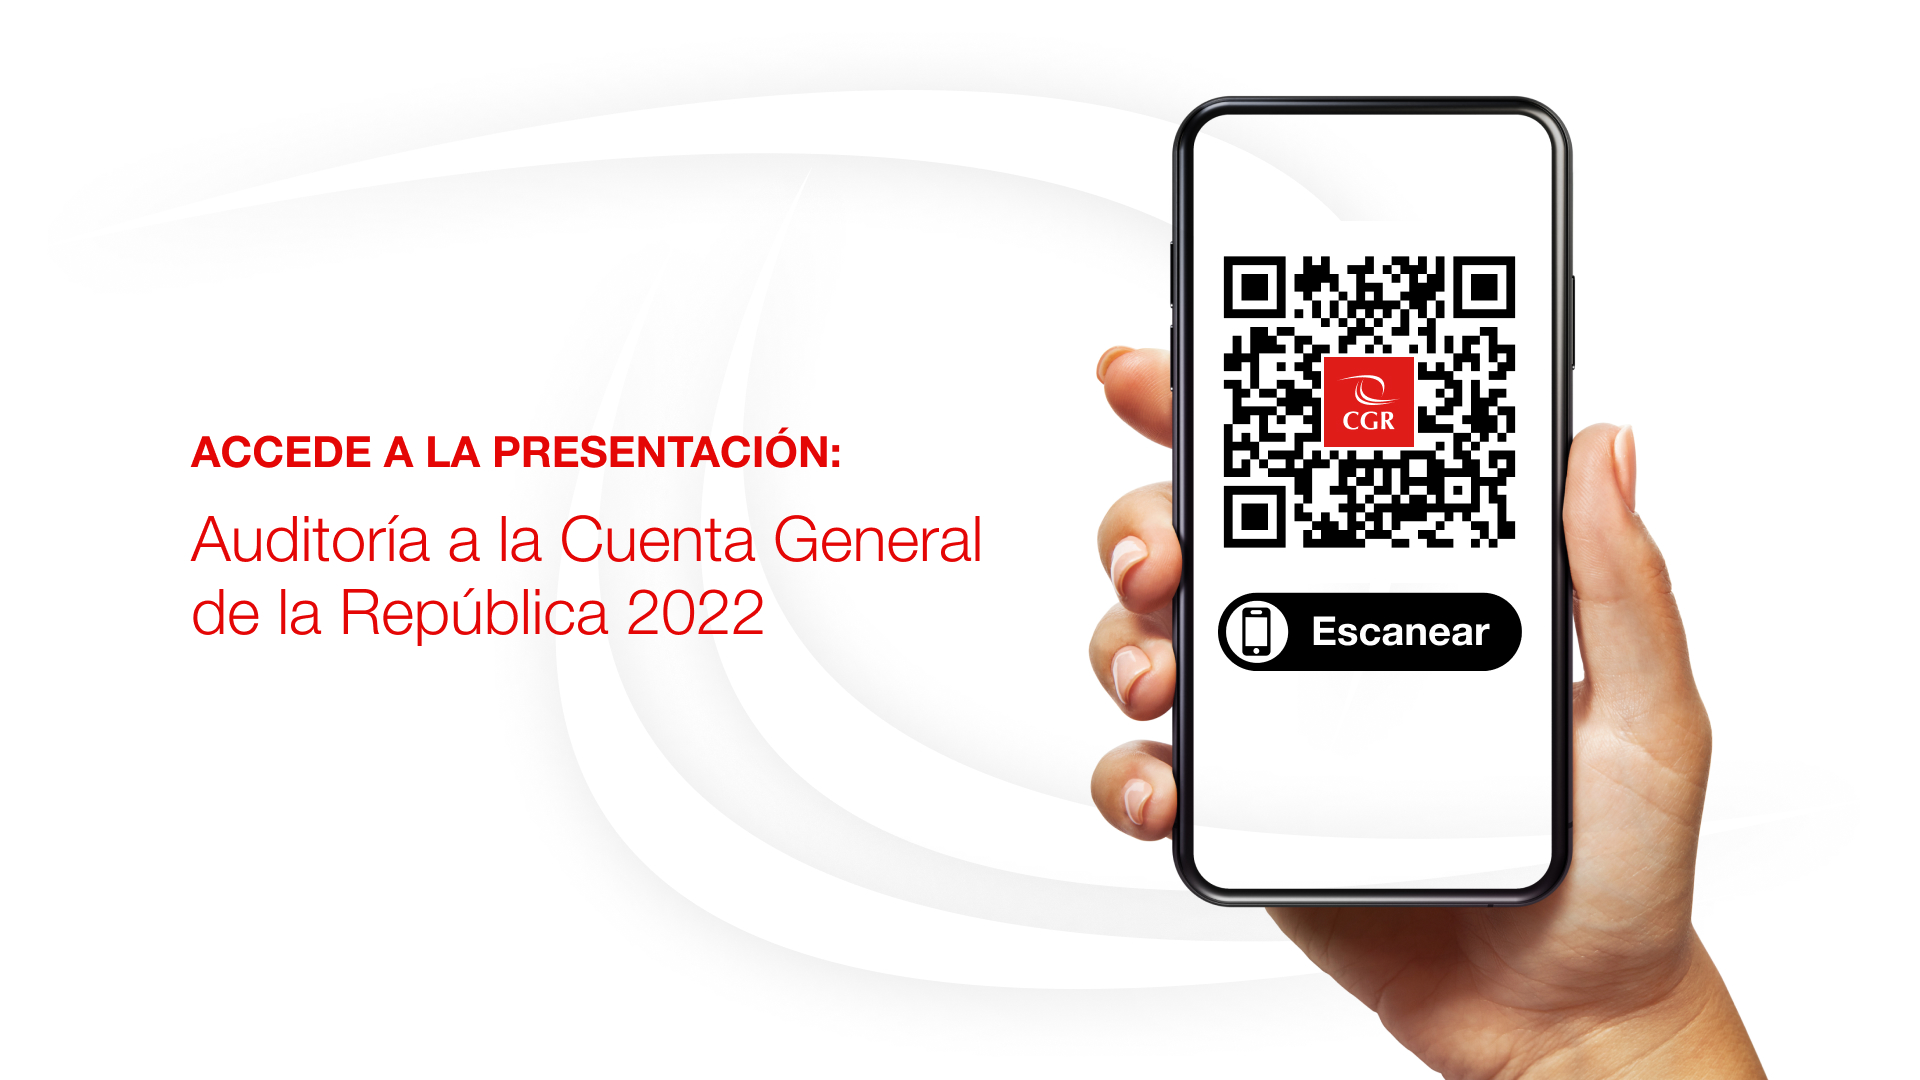 ACCEDE A LA PRESENTACIÓN:
Auditoría a la Cuenta General
de la República 2022
CGR
Escanear